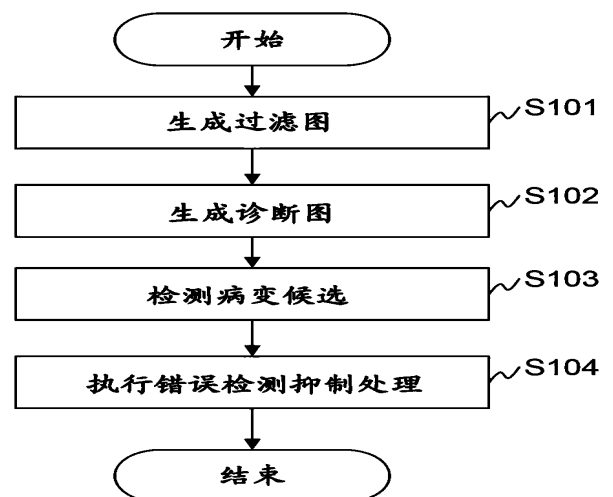 开始
生成过滤图
S101
生成诊断图
S102
检测病变候选
S103
执行错误检测抑制处理
S104
结束